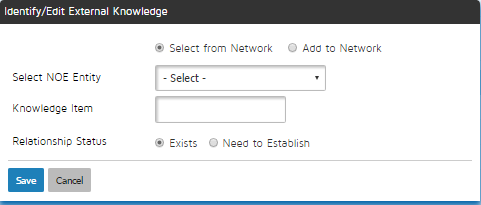 Identify/Edit External Knowledge
Select from Network Add to Network
Select NOE Entity - Select -
Knowledge Item
Relationship Status Exists Need to Establish
Save Cancel